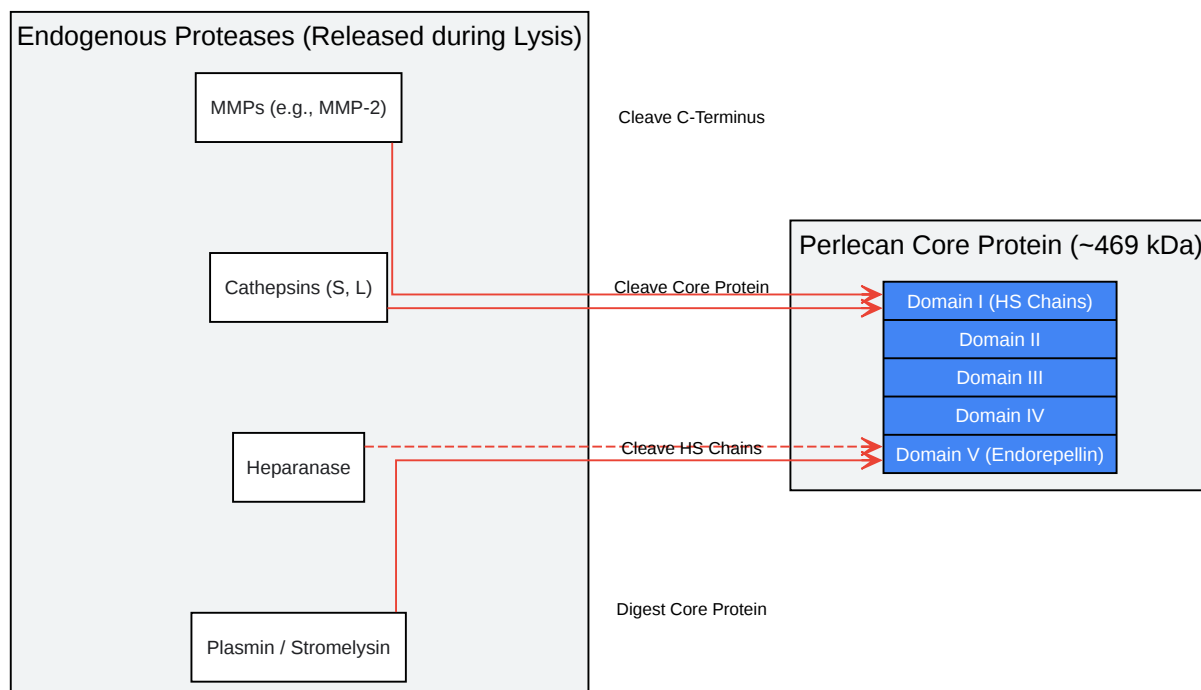 Endogenous Proteases (Released during Lysis)
MMPs (e.g., MMP-2)
Cleave C-Terminus
Perlecan Core Protein (~469 kDa)
Cathepsins (S, L)
Cleave Core Protein
Domain I (HS Chains)
Domain II
Domain III
Domain IV
Domain V (Endorepellin)
Heparanase
Cleave HS Chains
Digest Core Protein
Plasmin / Stromelysin